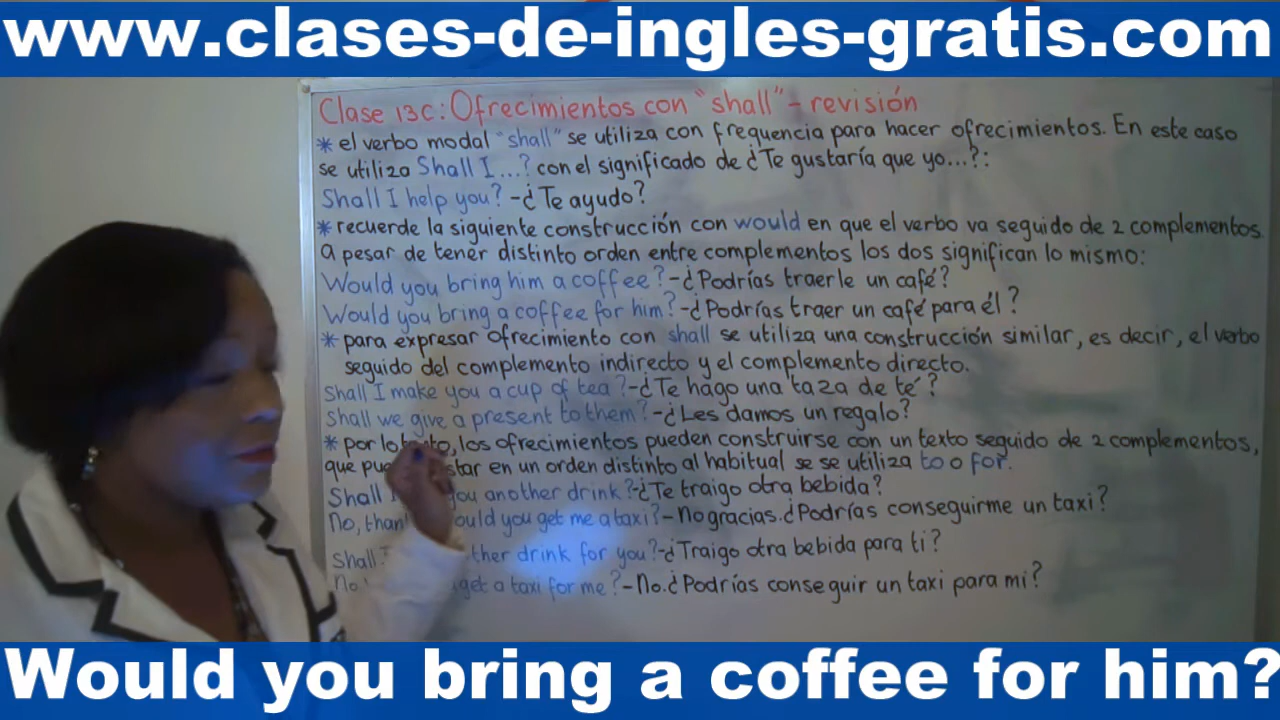 www.clases-de-ingles-gratis.com
Clase 13C: Ofrecimientos con "shall" - revisión
* el verbo modal "shall" se utiliza con frequencia para hacer ofrecimientos. En este caso
se utiliza Shall I...? con el significado de ¿Te gustaría que yo...?:
Shall I help you? - ¿Te ayudo?
* recuerde la siguiente construcción con would en que el verbo va seguido de 2 complementos.
A pesar de tener distinto orden entre complementos los dos significan lo mismo:
Would you bring him a coffee? - ¿Podrías traerle un café?
Would you bring a coffee for him? - ¿Podrías traer un café para él?
* para expresar ofrecimiento con shall se utiliza una construcción similar, es decir, el verbo
seguido del complemento indirecto y el complemento directo.
Shall I make you a cup of tea? - ¿Te hago una taza de té?
Shall we give a present to them? - ¿Les damos un regalo?
* por lo, los ofrecimientos pueden construirse con un texto seguido de 2 complementos,
que en un orden distinto al habitual se se utiliza to o for.
Shall you another drink? - ¿Te traigo otra bebida?
No, you get me a taxi? - No gracias. ¿Podrías conseguirme un taxi?
Shall drink for you? - ¿Traigo otra bebida para ti?
No get a taxi for me? - No. ¿Podrías conseguir un taxi para mi?
Would you bring a coffee for him?